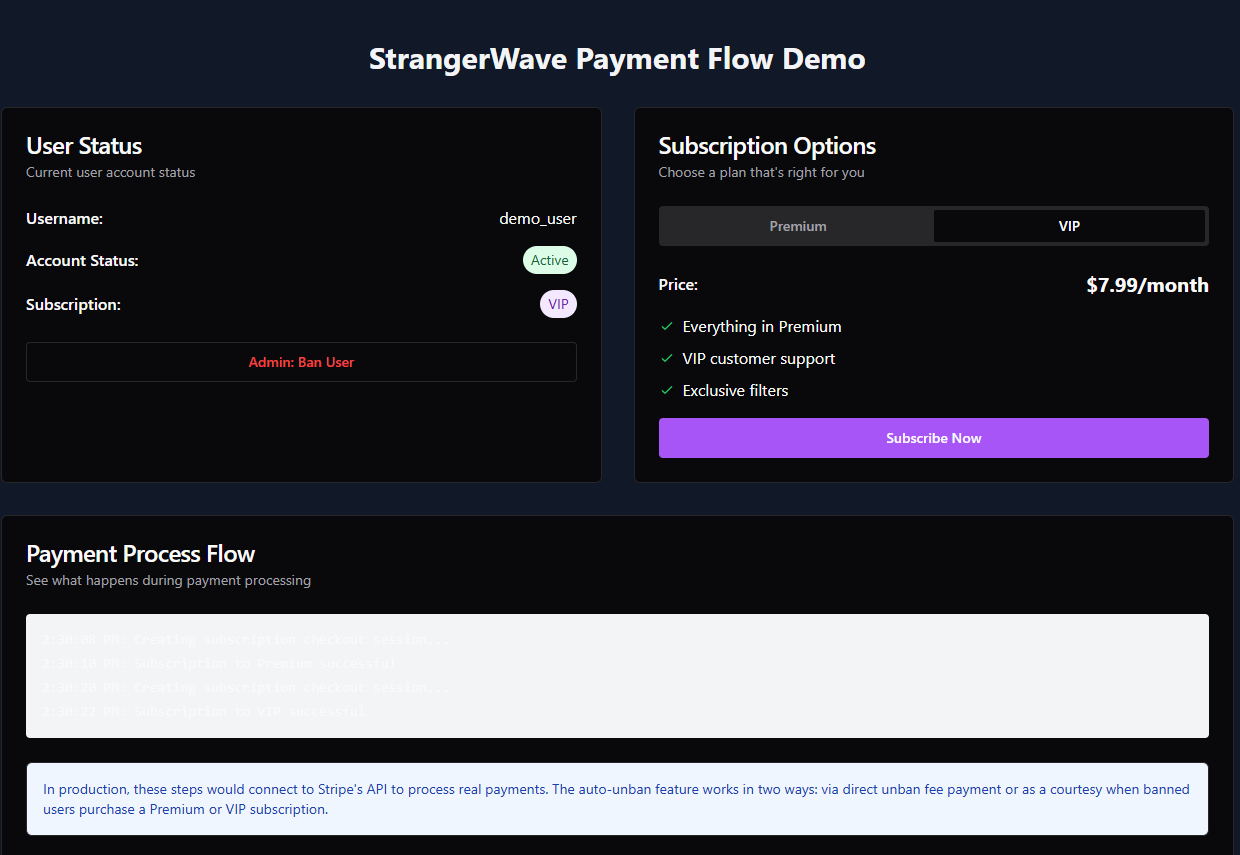 StrangerWave Payment Flow Demo
User Status
Current user account status
Username:
demo_user
Account Status:
Active
Subscription:
VIP
Admin: Ban User
Subscription Options
Choose a plan that's right for you
Premium
VIP
Price:
$7.99/month
Everything in Premium
VIP customer support
Exclusive filters
Subscribe Now
Payment Process Flow
See what happens during payment processing
2:30:08 PM Creating subscription checkout session...
2:30:10 PM Subscription to Premium successful
2:30:20 PM Creating subscription checkout session...
2:30:22 PM Subscription to VIP successful
In production, these steps would connect to Stripe's API to process real payments. The auto-unban feature works in two ways: via direct unban fee payment or as a courtesy when banned
users purchase a Premium or VIP subscription.